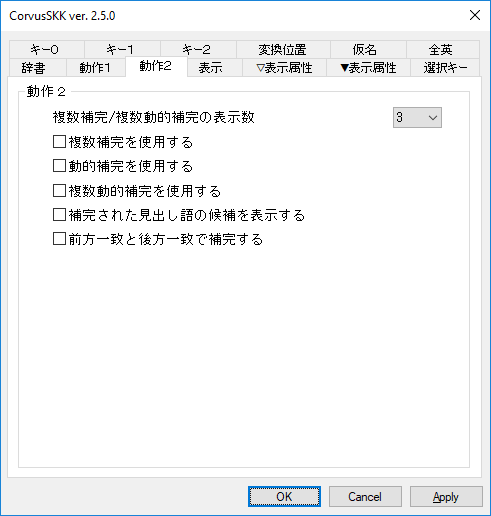 CorvusSKK ver. 2.5.0
キー0 キー1 キー2 変換位置 仮名 全英
辞書 動作1 動作2 表示 ▽表示属性 ▼表示属性 選択キー
動作２
複数補完/複数動的補完の表示数 3
複数補完を使用する
動的補完を使用する
複数動的補完を使用する
補完された見出し語の候補を表示する
前方一致と後方一致で補完する
OK Cancel Apply